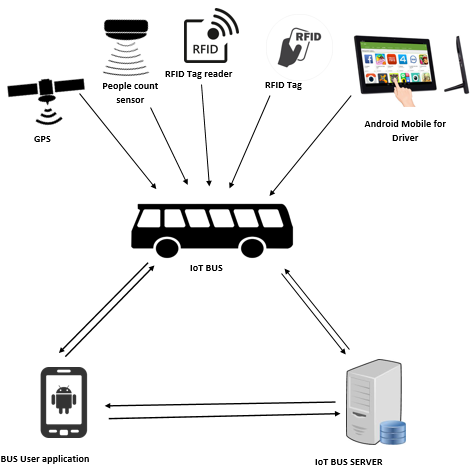 RFID
RFID
People count
sensor
RFID Tag reader
RFID Tag
GPS
Android Mobile for
Driver
IoT BUS
BUS User application
IoT BUS SERVER